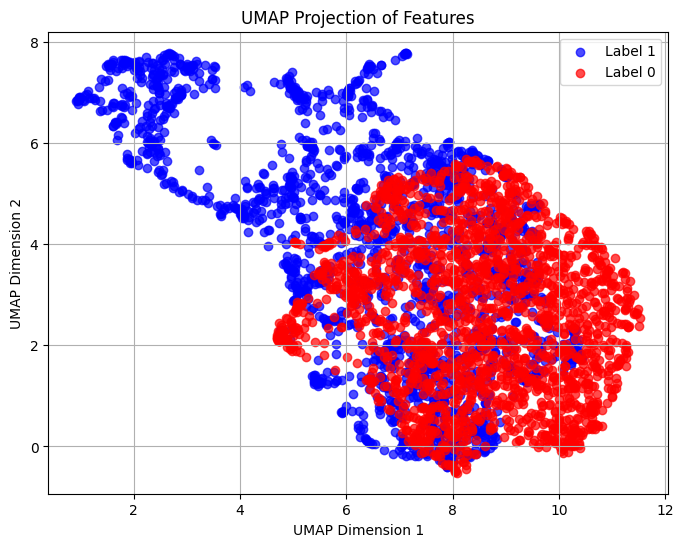 UMAP Projection of Features
Label 1
Label 0
8
6
4
2
0
UMAP Dimension 2
2
4
6
8
10
12
UMAP Dimension 1